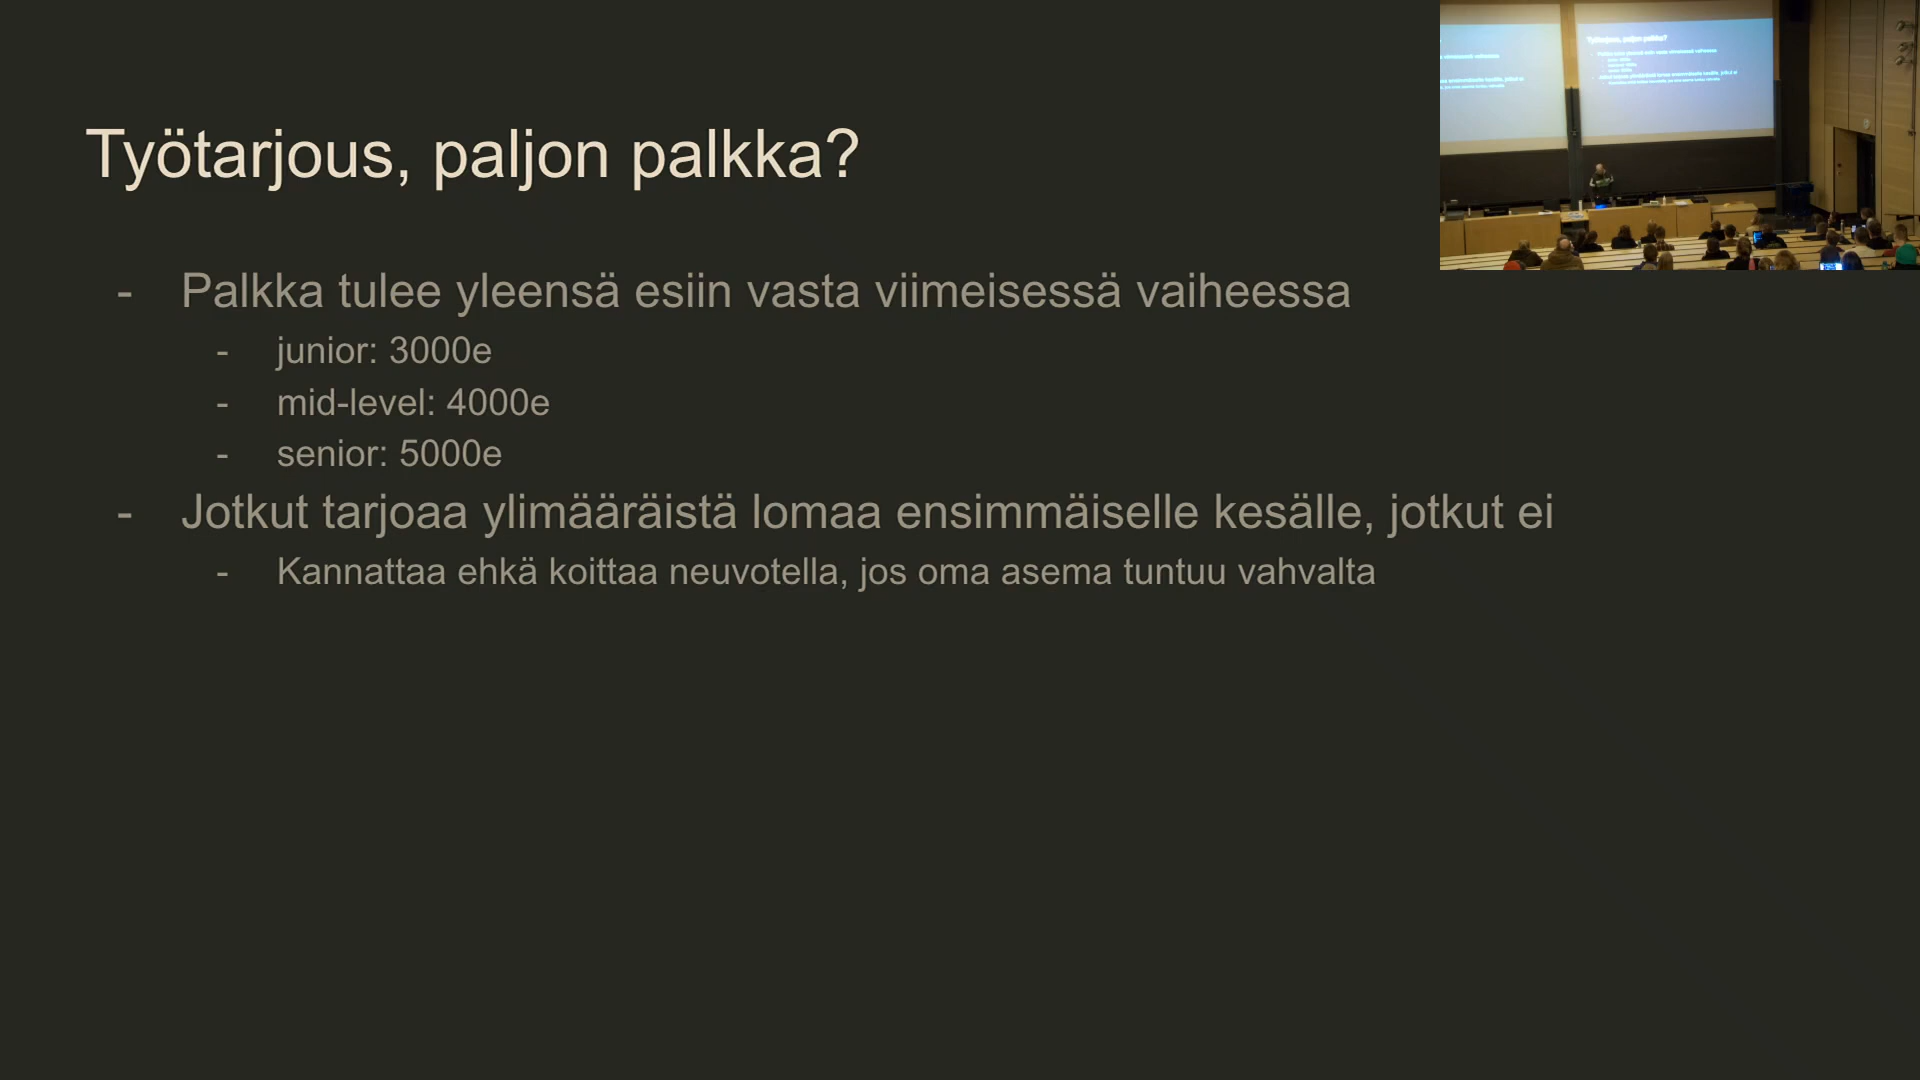 Työtarjous, paljon palkka?
- Palkka tulee yleensä esiin vasta viimeisessä vaiheessa
- junior: 3000e
- mid-level: 4000e
- senior: 5000e
- Jotkut tarjoaa ylimääräistä lomaa ensimmäiselle kesälle, jotkut ei
- Kannattaa ehkä koittaa neuvotella, jos oma asema tuntuu vahvalta